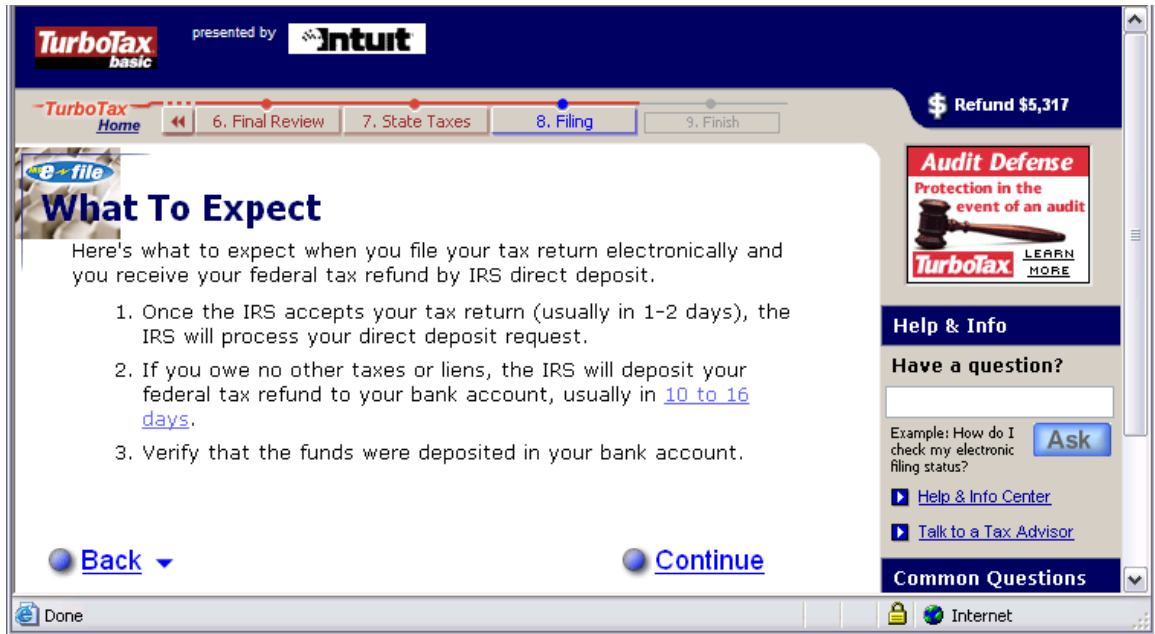 TurboTax
basic
presented by
Intuit
TurboTax
Home
6. Final Review
7. State Taxes
8. Filing
9. Finish
$ Refund $5,317
e-file
What To Expect
Here's what to expect when you file your tax return electronically and
you receive your federal tax refund by IRS direct deposit.
1. Once the IRS accepts your tax return (usually in 1-2 days), the
IRS will process your direct deposit request.
2. If you owe no other taxes or liens, the IRS will deposit your
federal tax refund to your bank account, usually in 10 to 16
days.
3. Verify that the funds were deposited in your bank account.
Back
Continue
Audit Defense
Protection in the
event of an audit
TurboTax
LEARN
MORE
Help & Info
Have a question?
Example: How do I
check my electronic
filing status?
Ask
Help & Info Center
Talk to a Tax Advisor
Common Questions
Done
Internet